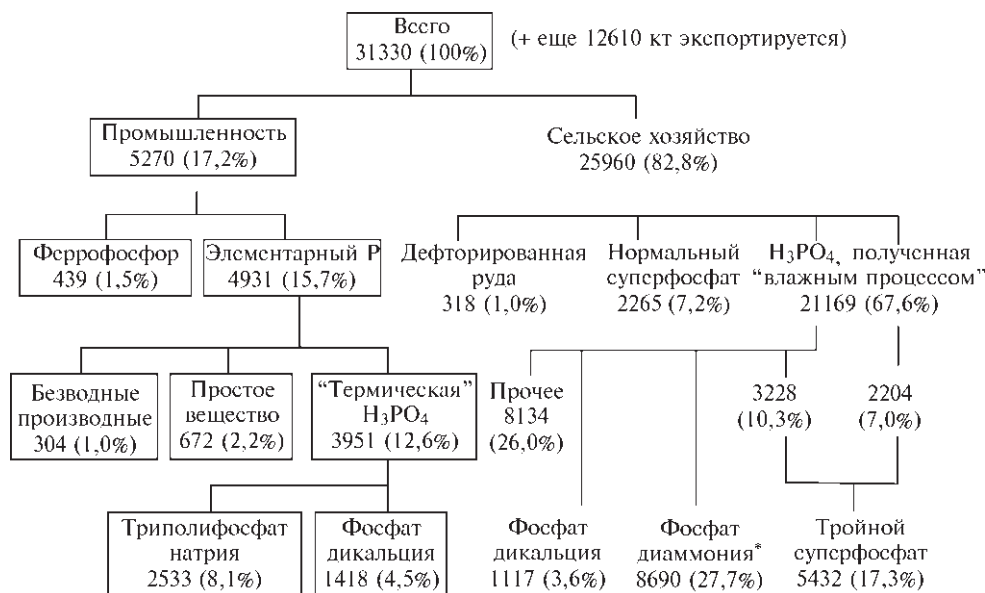 Всего
31330 (100%)
(+ еще 12610 кт экспортируется)
Промышленность
5270 (17,2%)
Сельское хозяйство
25960 (82,8%)
Феррофосфор
439 (1,5%)
Элементарный P
4931 (15,7%)
Дефторированная
руда
318 (1,0%)
Нормальный
суперфосфат
2265 (7,2%)
H₃PO₄, полученная
“влажным процессом”
21169 (67,6%)
Безводные
производные
304 (1,0%)
Простое
вещество
672 (2,2%)
“Термическая”
H₃PO₄
3951 (12,6%)
Прочее
8134
(26,0%)
3228
(10,3%)
2204
(7,0%)
Триполифосфат
натрия
2533 (8,1%)
Фосфат
дикальция
1418 (4,5%)
Фосфат
дикальция
1117 (3,6%)
Фосфат
диаммония*
8690 (27,7%)
Тройной
суперфосфат
5432 (17,3%)